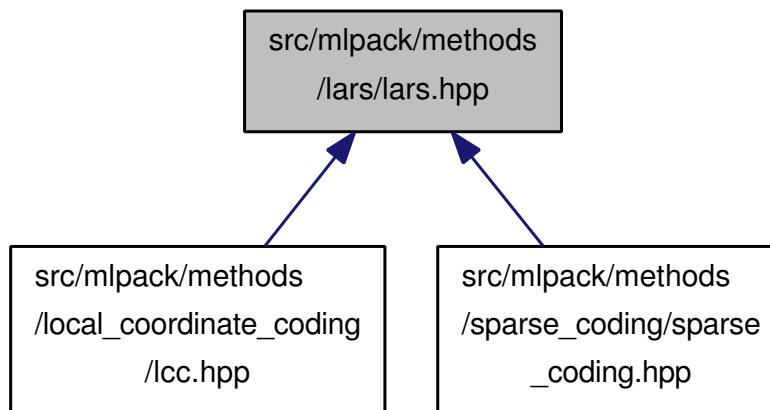 src/mlpack/methods
/lars/lars.hpp
src/mlpack/methods
/local_coordinate_coding
/lcc.hpp
src/mlpack/methods
/sparse_coding/sparse
_coding.hpp